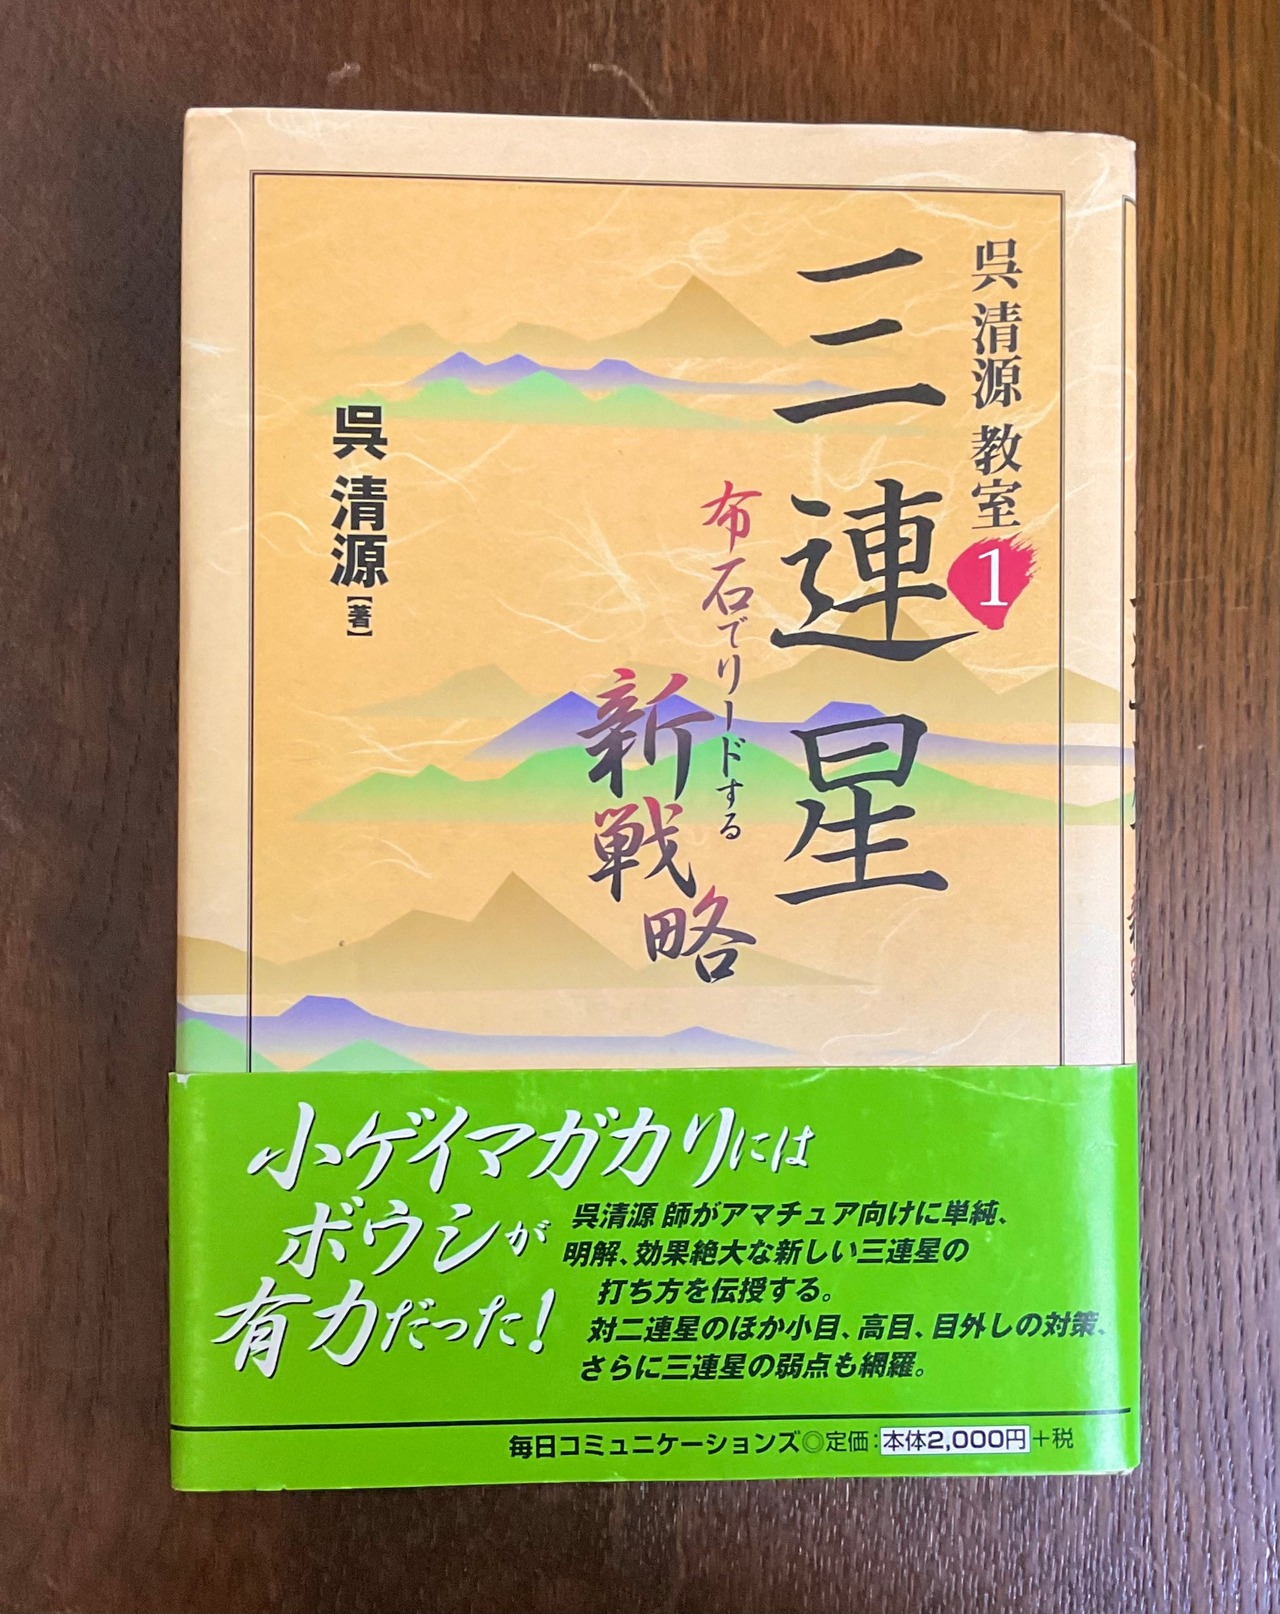 呉清源教室1
三連星
布石でリードする
新戦略
呉清源【著】
小ゲイマガカリには
ボウシが
有力だった！
呉清源師がアマチュア向けに単純、
明解、効果絶大な新しい三連星の
打ち方を伝授する。
対二連星のほか小目、高目、目外しの対策、
さらに三連星の弱点も網羅。
毎日コミュニケーションズ◎定価：本体2,000円＋税